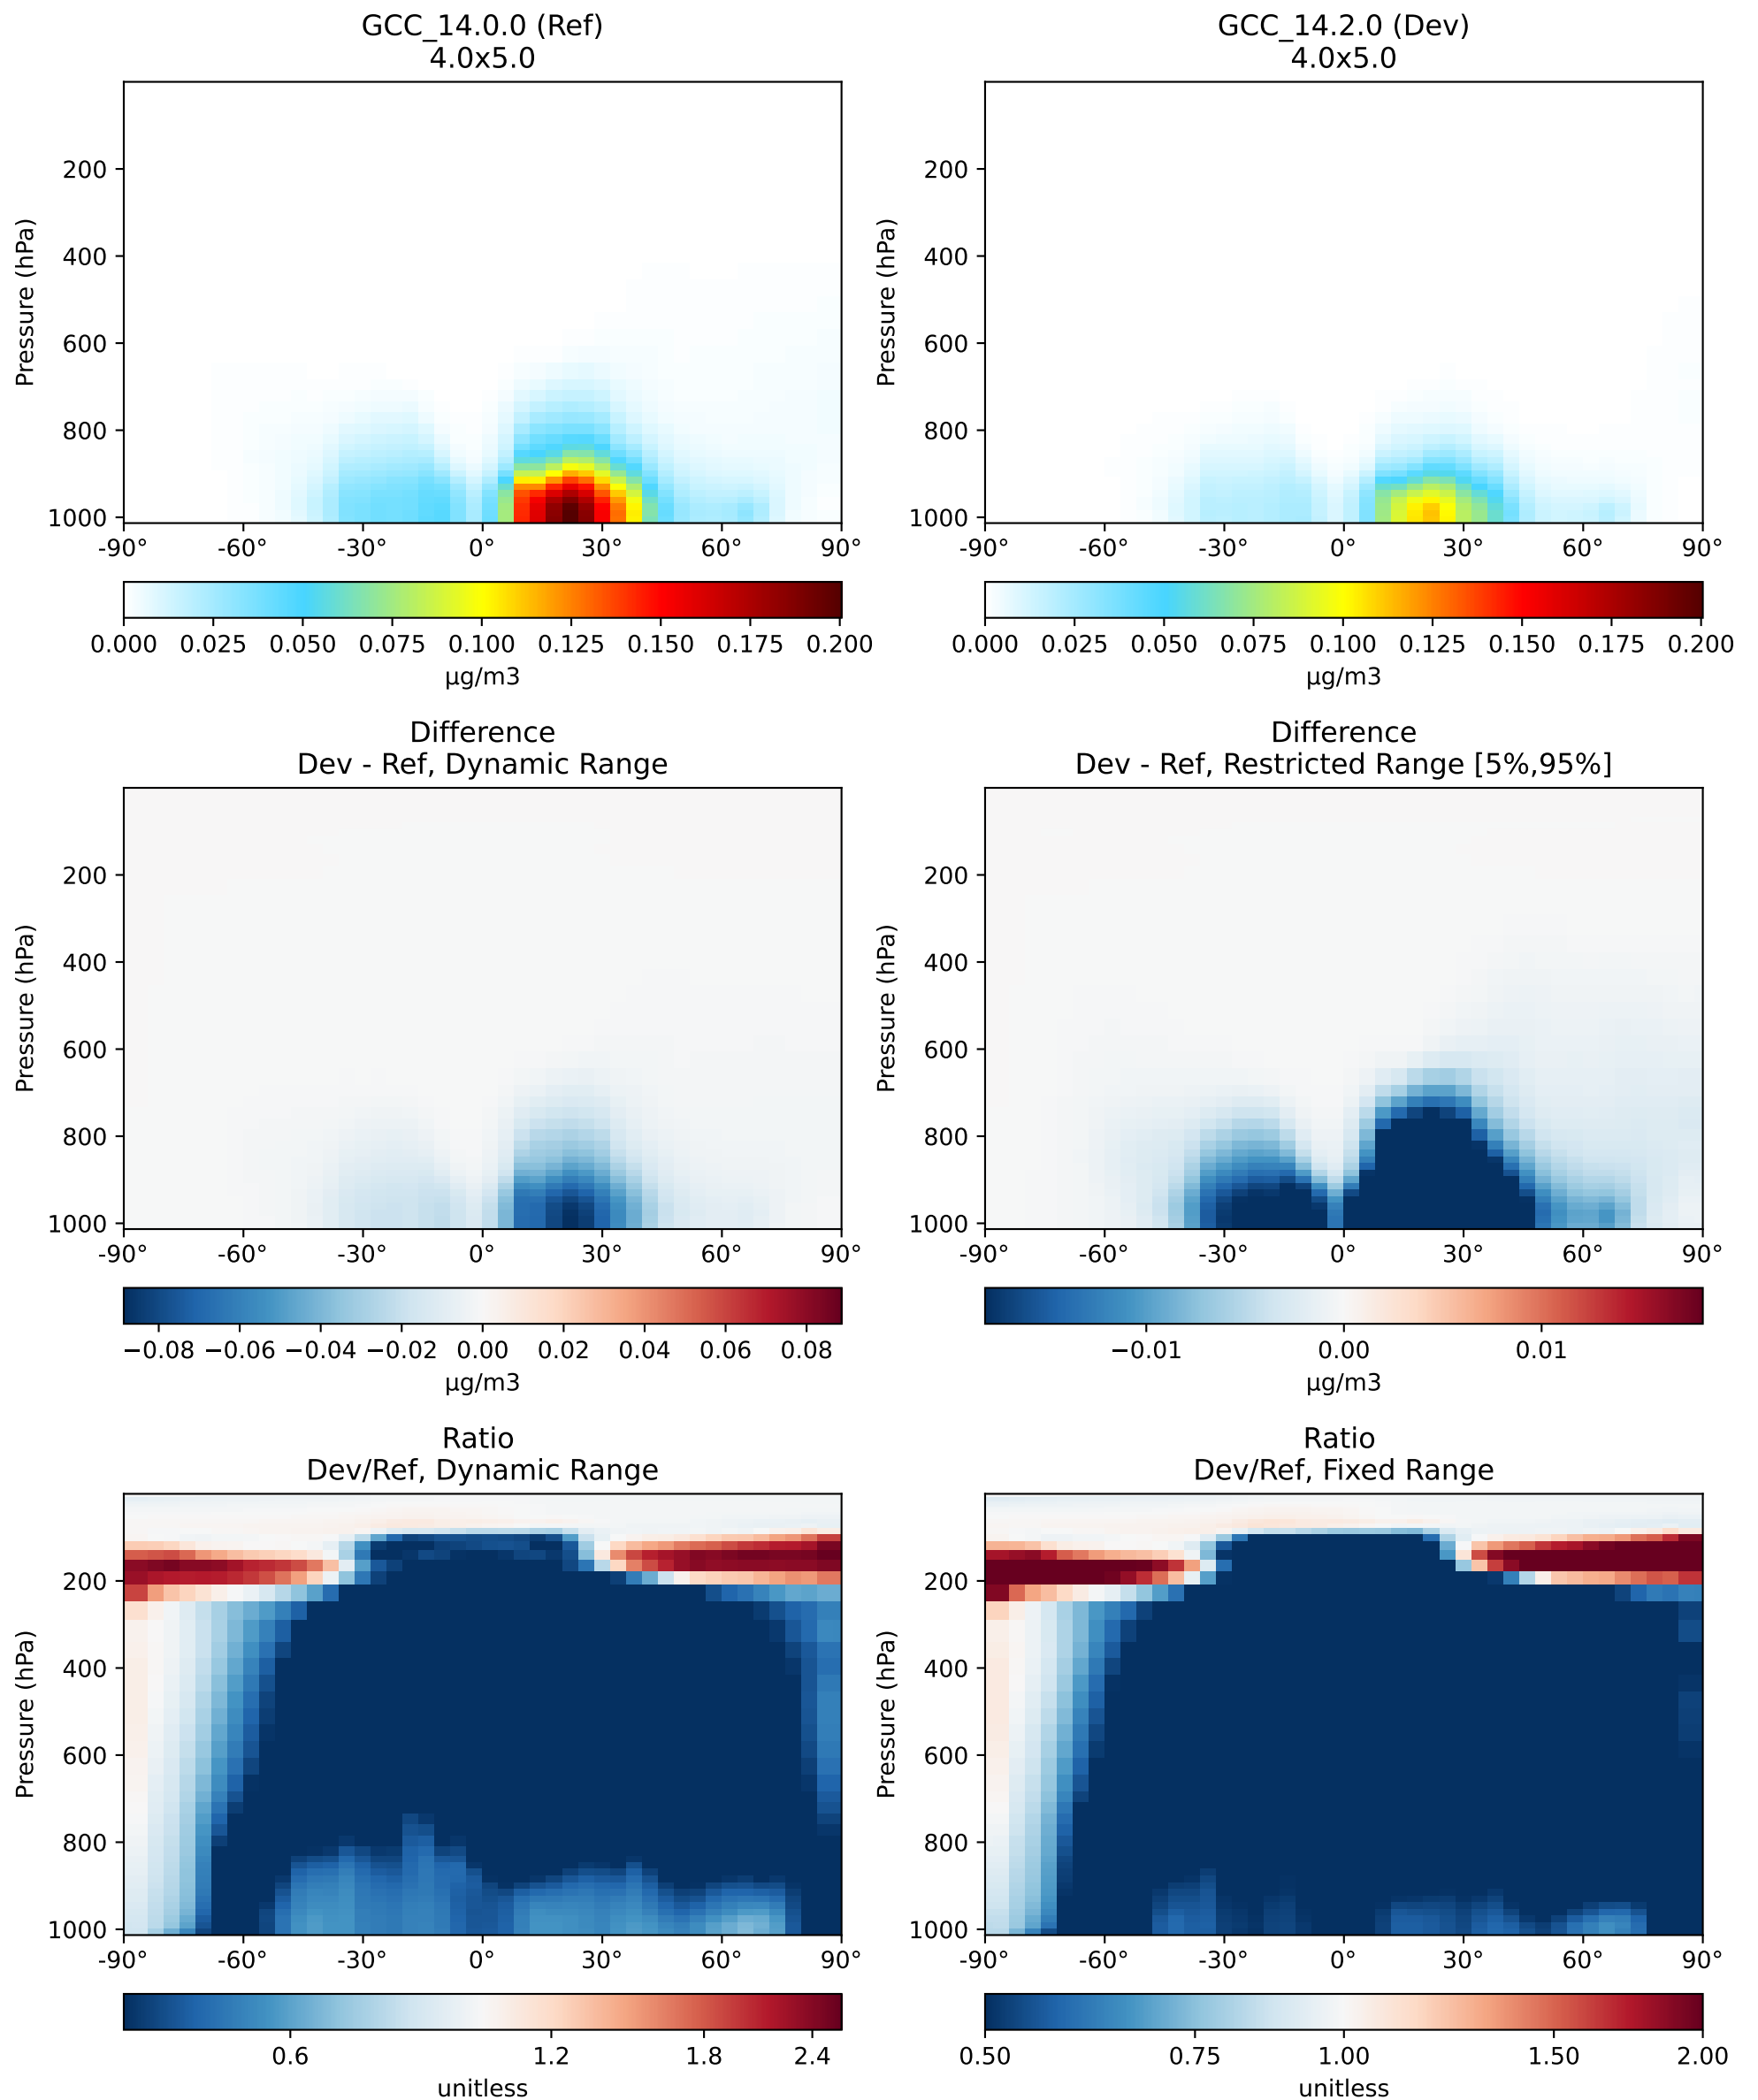 GCC_14.0.0 (Ref)
4.0x5.0
Pressure (hPa)
200
400
600
800
1000
-90° -60° -30° 0° 30° 60° 90°
0.000 0.025 0.050 0.075 0.100 0.125 0.150 0.175 0.200
μg/m3
GCC_14.2.0 (Dev)
4.0x5.0
Pressure (hPa)
200
400
600
800
1000
-90° -60° -30° 0° 30° 60° 90°
0.000 0.025 0.050 0.075 0.100 0.125 0.150 0.175 0.200
μg/m3
Difference
Dev - Ref, Dynamic Range
Pressure (hPa)
200
400
600
800
1000
-90° -60° -30° 0° 30° 60° 90°
−0.08 −0.06 −0.04 −0.02 0.00 0.02 0.04 0.06 0.08
μg/m3
Difference
Dev - Ref, Restricted Range [5%,95%]
Pressure (hPa)
200
400
600
800
1000
-90° -60° -30° 0° 30° 60° 90°
−0.01 0.00 0.01
μg/m3
Ratio
Dev/Ref, Dynamic Range
Pressure (hPa)
200
400
600
800
1000
-90° -60° -30° 0° 30° 60° 90°
0.6 1.2 1.8 2.4
unitless
Ratio
Dev/Ref, Fixed Range
Pressure (hPa)
200
400
600
800
1000
-90° -60° -30° 0° 30° 60° 90°
0.50 0.75 1.00 1.50 2.00
unitless